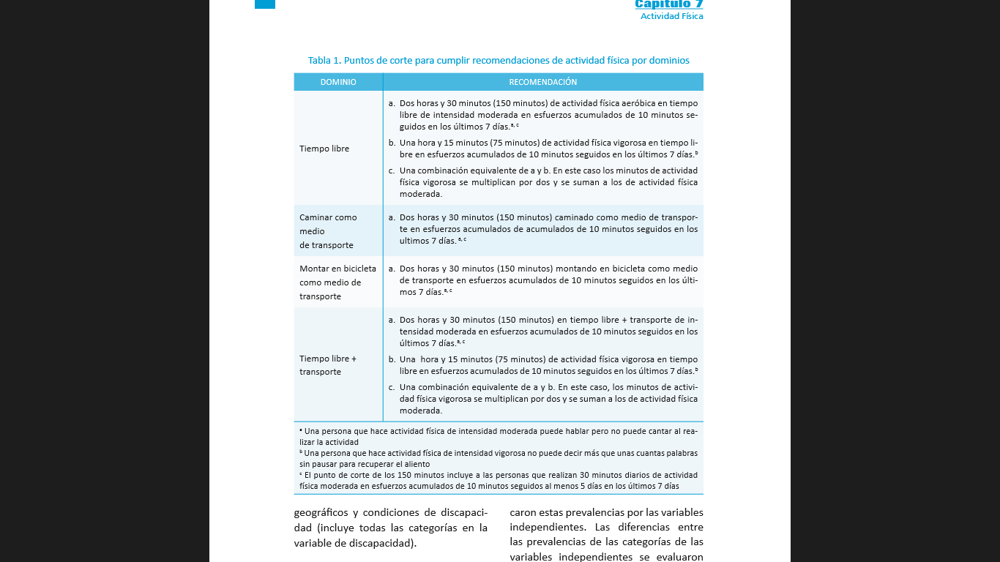 Capítulo 7
Actividad Física
Tabla 1. Puntos de corte para cumplir recomendaciones de actividad física por dominios
DOMINIO
RECOMENDACIÓN
Tiempo libre
a. Dos horas y 30 minutos (150 minutos) de actividad física aeróbica en tiempo
libre de intensidad moderada en esfuerzos acumulados de 10 minutos se-
guidos en los últimos 7 días.a, c
b. Una hora y 15 minutos (75 minutos) de actividad física vigorosa en tiempo li-
bre en esfuerzos acumulados de 10 minutos seguidos en los últimos 7 días.b
c. Una combinación equivalente de a y b. En este caso los minutos de actividad
física vigorosa se multiplican por dos y se suman a los de actividad física
moderada.
Caminar como
medio
de transporte
a. Dos horas y 30 minutos (150 minutos) caminado como medio de transpor-
te en esfuerzos acumulados de acumulados de 10 minutos seguidos en los
ultimos 7 días. a, c
Montar en bicicleta
como medio de
transporte
a. Dos horas y 30 minutos (150 minutos) montando en bicicleta como medio
de transporte en esfuerzos acumulados de 10 minutos seguidos en los últi-
mos 7 días.a, c
Tiempo libre +
transporte
a. Dos horas y 30 minutos (150 minutos) en tiempo libre + transporte de in-
tensidad moderada en esfuerzos acumulados de 10 minutos seguidos en los
últimos 7 días.a, c
b. Una hora y 15 minutos (75 minutos) de actividad física vigorosa en tiempo
libre en esfuerzos acumulados de 10 minutos seguidos en los últimos 7 días.b
c. Una combinación equivalente de a y b. En este caso, los minutos de activi-
dad física vigorosa se multiplican por dos y se suman a los de actividad física
moderada.
a Una persona que hace actividad física de intensidad moderada puede hablar pero no puede cantar al rea-
lizar la actividad
b Una persona que hace actividad física de intensidad vigorosa no puede decir más que unas cuantas palabras
sin pausar para recuperar el aliento
c El punto de corte de los 150 minutos incluye a las personas que realizan 30 minutos diarios de actividad
física moderada en esfuerzos acumulados de 10 minutos seguidos al menos 5 días en los últimos 7 días
geográficos y condiciones de discapaci-
dad (incluye todas las categorías en la
variable de discapacidad).
caron estas prevalencias por las variables
independientes. Las diferencias entre
las prevalencias de las categorías de las
variables independientes se evaluaron